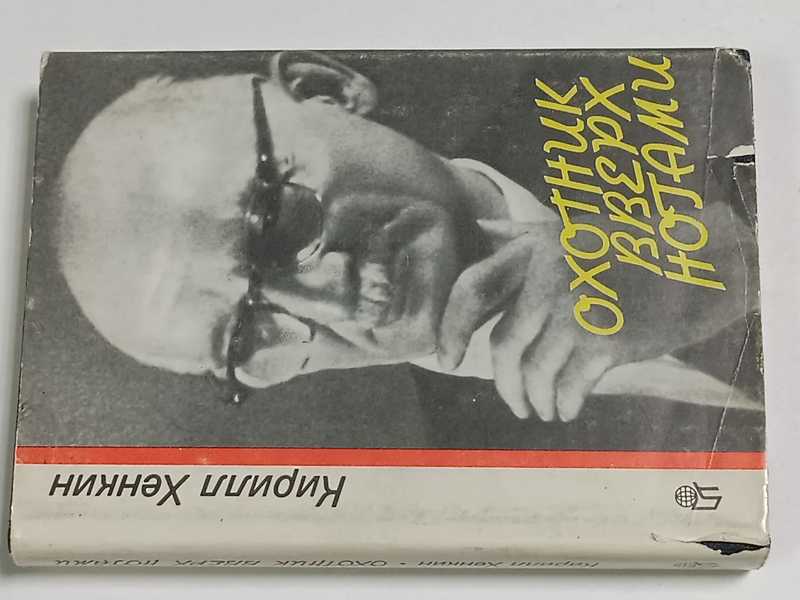 ОХОТНИК
ВВЕРХ
НОГАМИ
Кирилл Хенкин
Кирилл Хенкин • ОХОТНИК ВВЕРХ НОГАМИ